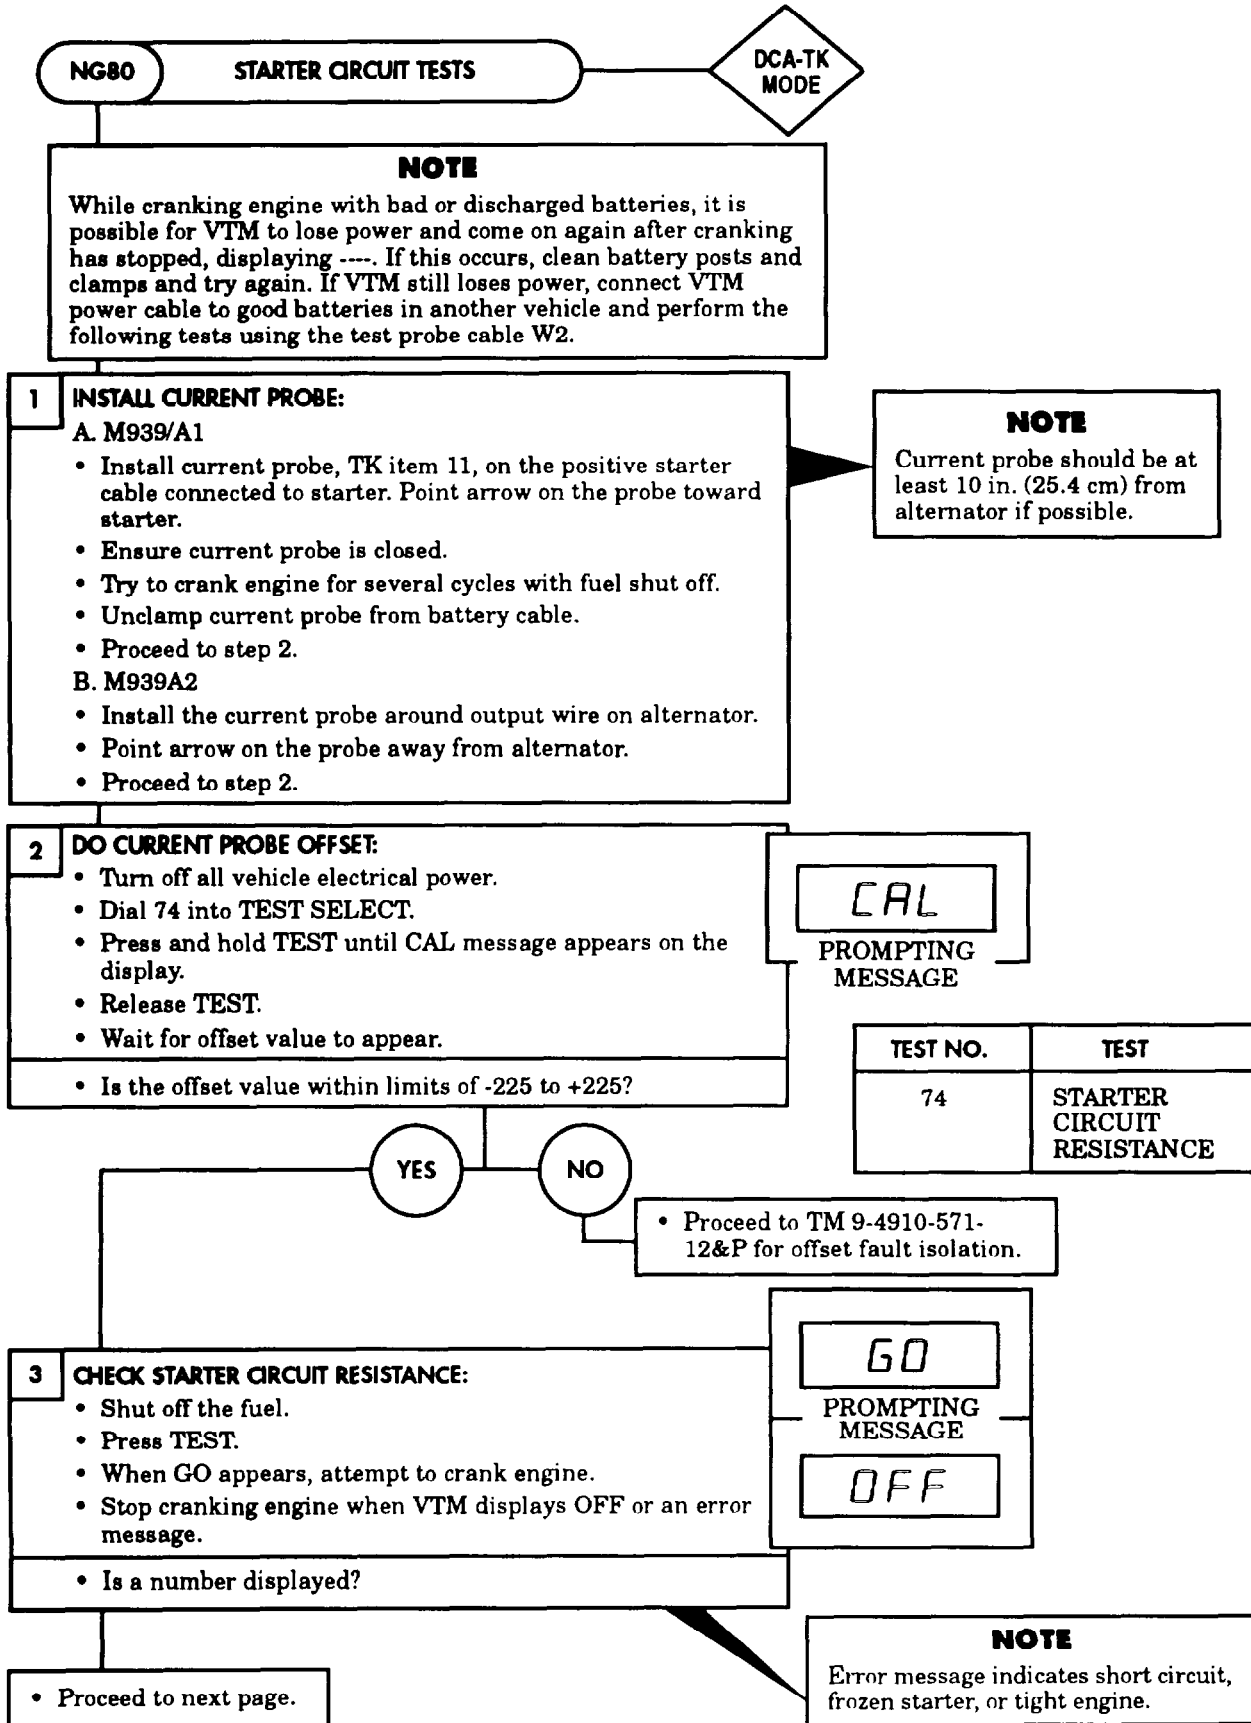 NG80
STARTER CIRCUIT TESTS
DCA-TK
MODE
NOTE
While cranking engine with bad or discharged batteries, it is
possible for VTM to lose power and come on again after cranking
has stopped, displaying ----. If this occurs, clean battery posts and
clamps and try again. If VTM still loses power, connect VTM
power cable to good batteries in another vehicle and perform the
following tests using the test probe cable W2.
1 INSTALL CURRENT PROBE:
A. M939/A1
• Install current probe, TK item 11, on the positive starter
cable connected to starter. Point arrow on the probe toward
starter.
• Ensure current probe is closed.
• Try to crank engine for several cycles with fuel shut off.
• Unclamp current probe from battery cable.
• Proceed to step 2.
B. M939A2
• Install the current probe around output wire on alternator.
• Point arrow on the probe away from alternator.
• Proceed to step 2.
NOTE
Current probe should be at
least 10 in. (25.4 cm) from
alternator if possible.
2 DO CURRENT PROBE OFFSET:
• Turn off all vehicle electrical power.
• Dial 74 into TEST SELECT.
• Press and hold TEST until CAL message appears on the
display.
• Release TEST.
• Wait for offset value to appear.
• Is the offset value within limits of -225 to +225?
CAL
PROMPTING
MESSAGE
TEST NO. TEST
74 STARTER
CIRCUIT
RESISTANCE
YES
NO
• Proceed to TM 9-4910-571-
12&P for offset fault isolation.
3 CHECK STARTER CIRCUIT RESISTANCE:
• Shut off the fuel.
• Press TEST.
• When GO appears, attempt to crank engine.
• Stop cranking engine when VTM displays OFF or an error
message.
• Is a number displayed?
GO
PROMPTING
MESSAGE
OFF
NOTE
Error message indicates short circuit,
frozen starter, or tight engine.
• Proceed to next page.